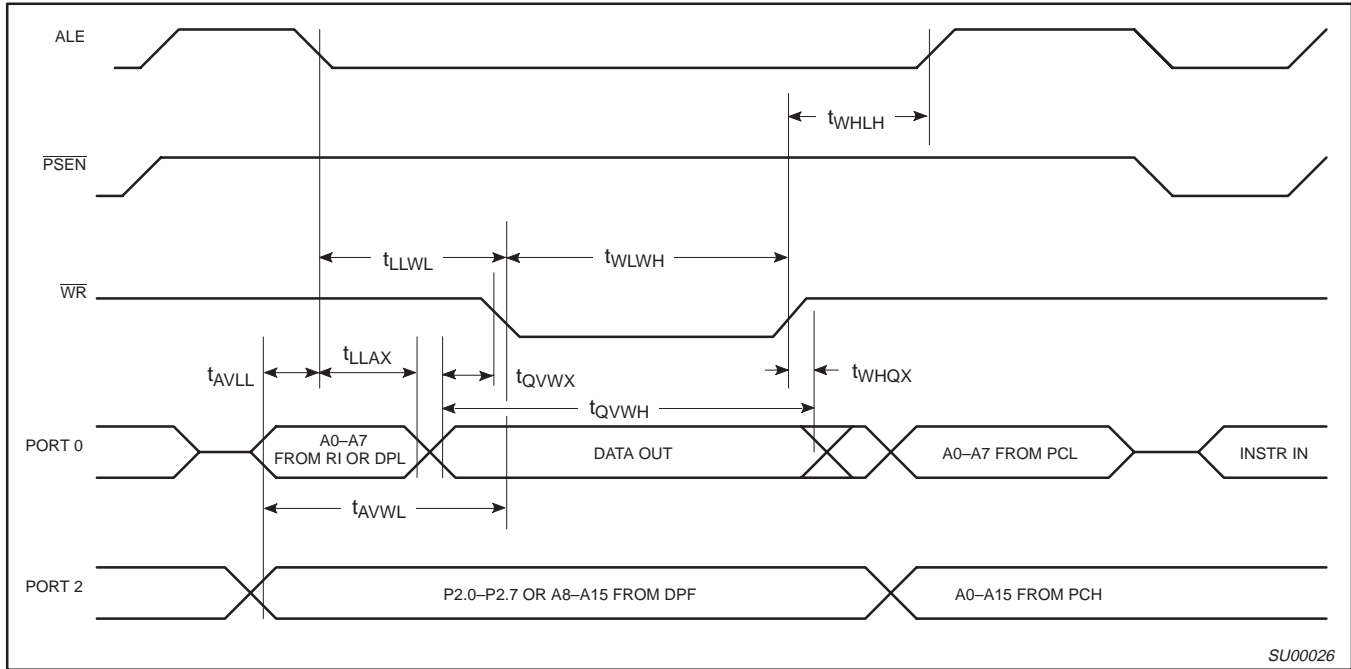 ALE
tWHLH
PSEN
tLLWL
tWLWH
WR
tAVLL
tLLAX
tQVWX
tWHQX
tQVWH
PORT 0
A0–A7
FROM RI OR DPL
DATA OUT
A0–A7 FROM PCL
INSTR IN
tAVWL
PORT 2
P2.0–P2.7 OR A8–A15 FROM DPF
A0–A15 FROM PCH
SU00026